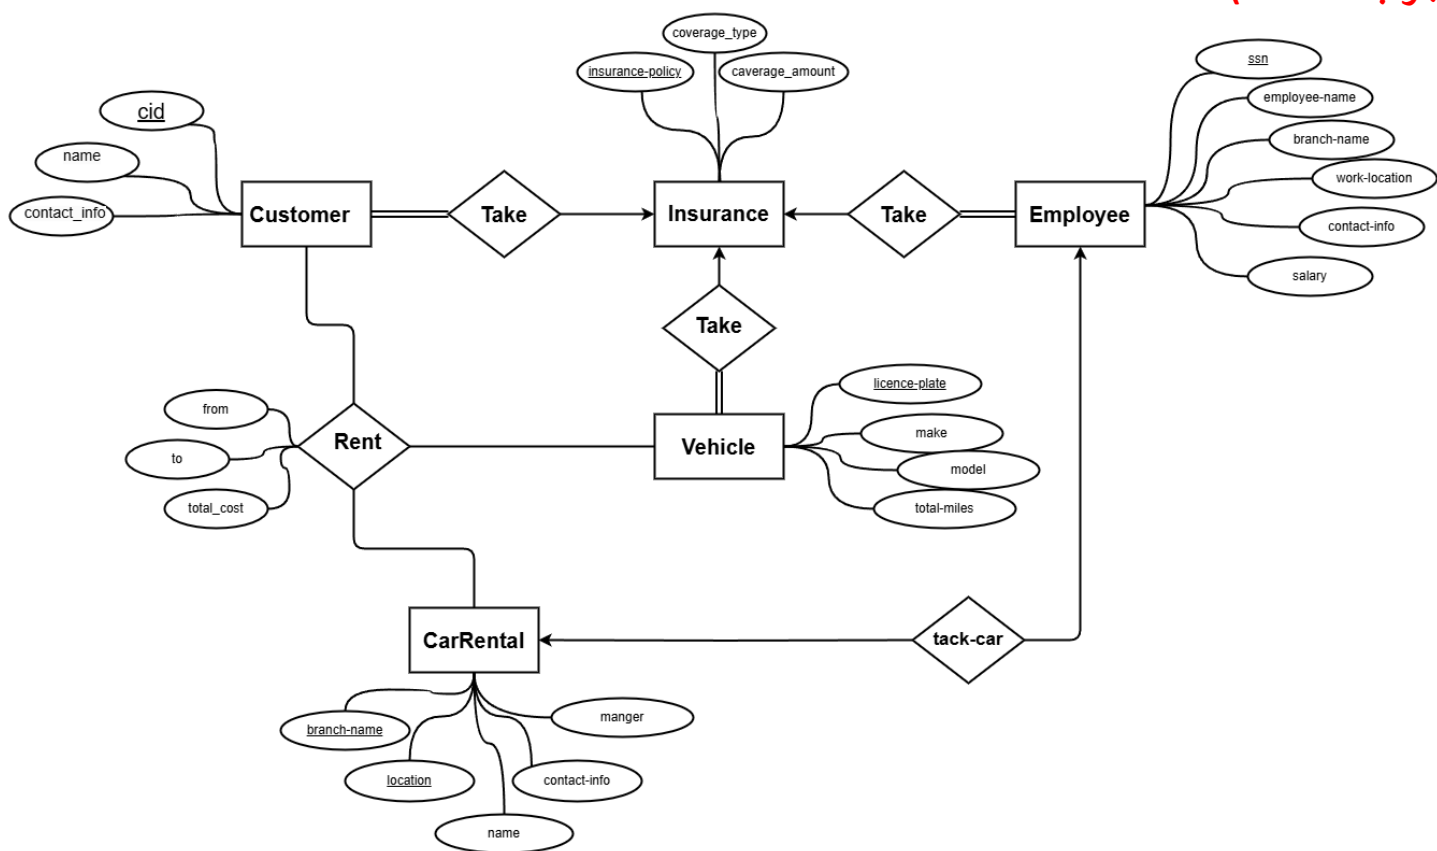 coverage_type
insurance-policy
caverage_amount
ssn
employee-name
branch-name
work-location
contact-info
salary
cid
name
contact_info
Customer
Take
Insurance
Take
Employee
Take
from
to
total_cost
Rent
Vehicle
licence-plate
make
model
total-miles
CarRental
tack-car
branch-name
location
name
contact-info
manger